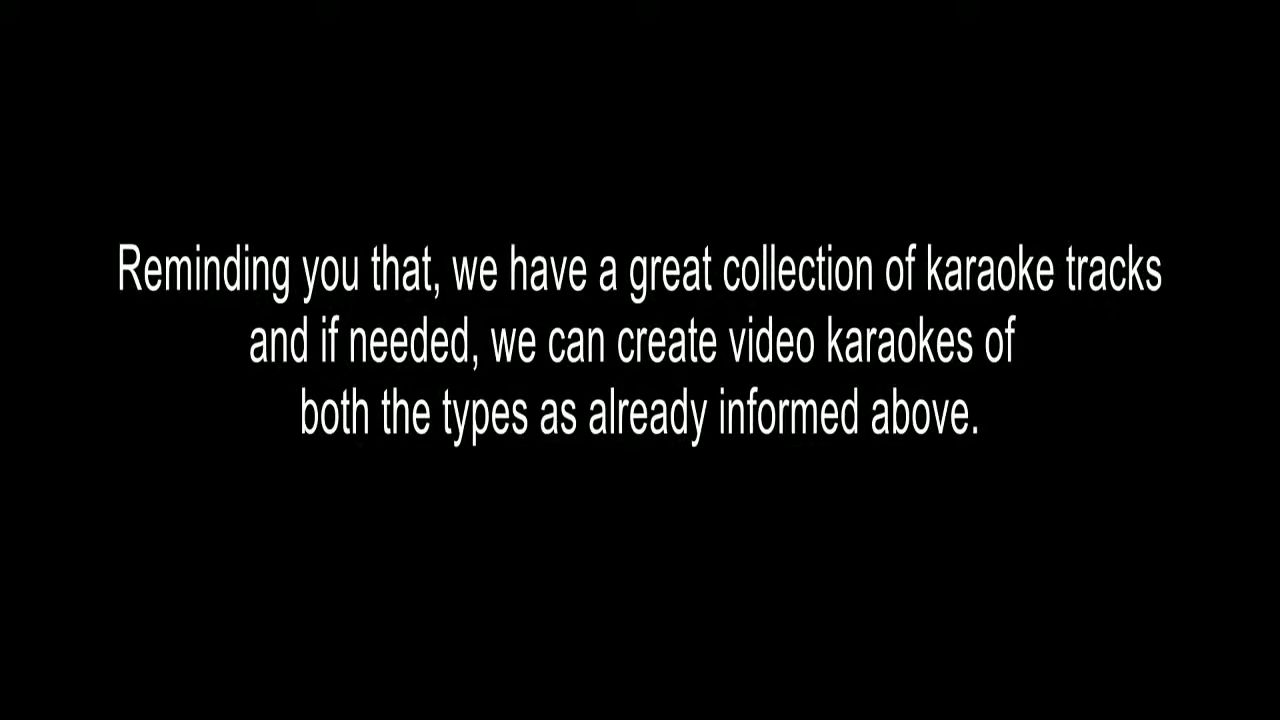 Reminding you that, we have a great collection of karaoke tracks
and if needed, we can create video karaokes of
both the types as already informed above.